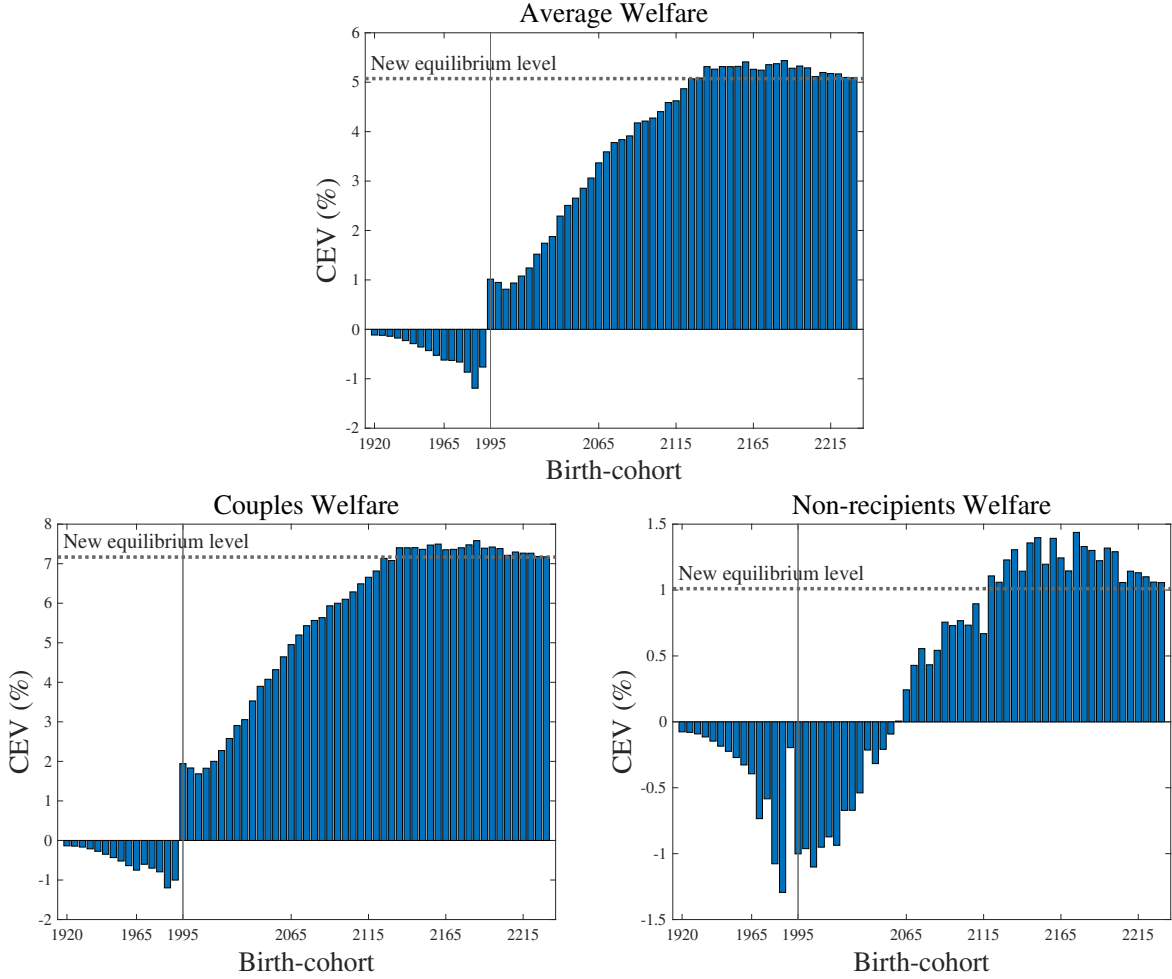 Average Welfare
6
5
4
3
2
1
0
-1
-2
New equilibrium level
CEV (%)
1920 1965 1995 2065 2115 2165 2215
Birth-cohort
Couples Welfare
8
7
6
5
4
3
2
1
0
-1
-2
New equilibrium level
CEV (%)
1920 1965 1995 2065 2115 2165 2215
Birth-cohort
Non-recipients Welfare
1.5
1
0.5
0
-0.5
-1
-1.5
New equilibrium level
CEV (%)
1920 1965 1995 2065 2115 2165 2215
Birth-cohort